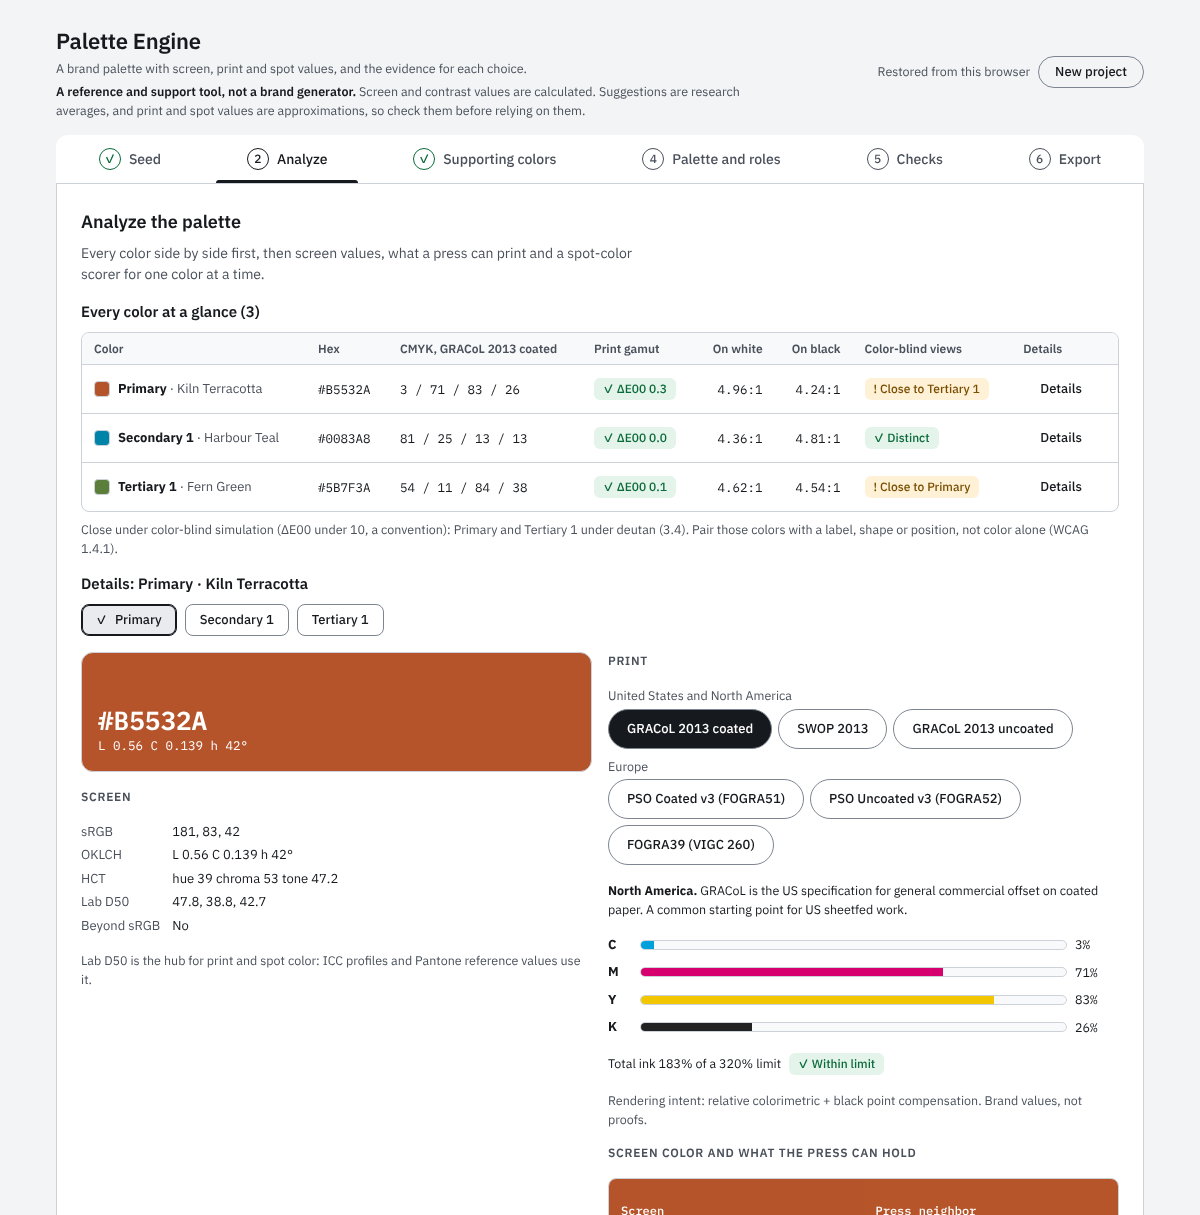 Palette Engine
A brand palette with screen, print and spot values, and the evidence for each choice.
A reference and support tool, not a brand generator. Screen and contrast values are calculated. Suggestions are research
averages, and print and spot values are approximations, so check them before relying on them.
Restored from this browser
New project
✓ Seed
2 Analyze
✓ Supporting colors
4 Palette and roles
5 Checks
6 Export
Analyze the palette
Every color side by side first, then screen values, what a press can print and a spot-color
scorer for one color at a time.
Every color at a glance (3)
Color Hex CMYK, GRACoL 2013 coated Print gamut On white On black Color-blind views Details
Primary · Kiln Terracotta #B5532A 3 / 71 / 83 / 26 ✓ ΔE00 0.3 4.96:1 4.24:1 ! Close to Tertiary 1 Details
Secondary 1 · Harbour Teal #0083A8 81 / 25 / 13 / 13 ✓ ΔE00 0.0 4.36:1 4.81:1 ✓ Distinct Details
Tertiary 1 · Fern Green #5B7F3A 54 / 11 / 84 / 38 ✓ ΔE00 0.1 4.62:1 4.54:1 ! Close to Primary Details
Close under color-blind simulation (ΔE00 under 10, a convention): Primary and Tertiary 1 under deutan (3.4). Pair those colors with a label, shape or position, not color alone (WCAG
1.4.1).
Details: Primary · Kiln Terracotta
✓ Primary
Secondary 1
Tertiary 1
#B5532A
L 0.56 C 0.139 h 42°
SCREEN
sRGB 181, 83, 42
OKLCH L 0.56 C 0.139 h 42°
HCT hue 39 chroma 53 tone 47.2
Lab D50 47.8, 38.8, 42.7
Beyond sRGB No
Lab D50 is the hub for print and spot color: ICC profiles and Pantone reference values use
it.
PRINT
United States and North America
GRACoL 2013 coated
SWOP 2013
GRACoL 2013 uncoated
Europe
PSO Coated v3 (FOGRA51)
PSO Uncoated v3 (FOGRA52)
FOGRA39 (VIGC 260)
North America. GRACoL is the US specification for general commercial offset on coated
paper. A common starting point for US sheetfed work.
C 3%
M 71%
Y 83%
K 26%
Total ink 183% of a 320% limit ✓ Within limit
Rendering intent: relative colorimetric + black point compensation. Brand values, not
proofs.
SCREEN COLOR AND WHAT THE PRESS CAN HOLD
Screen
Press neighbor